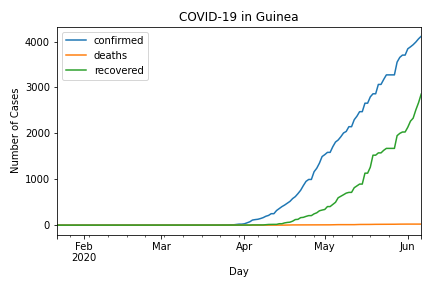 COVID-19 in Guinea
confirmed
deaths
recovered
4000
3000
2000
1000
0
Number of Cases
Feb
2020
Mar
Apr
May
Jun
Day